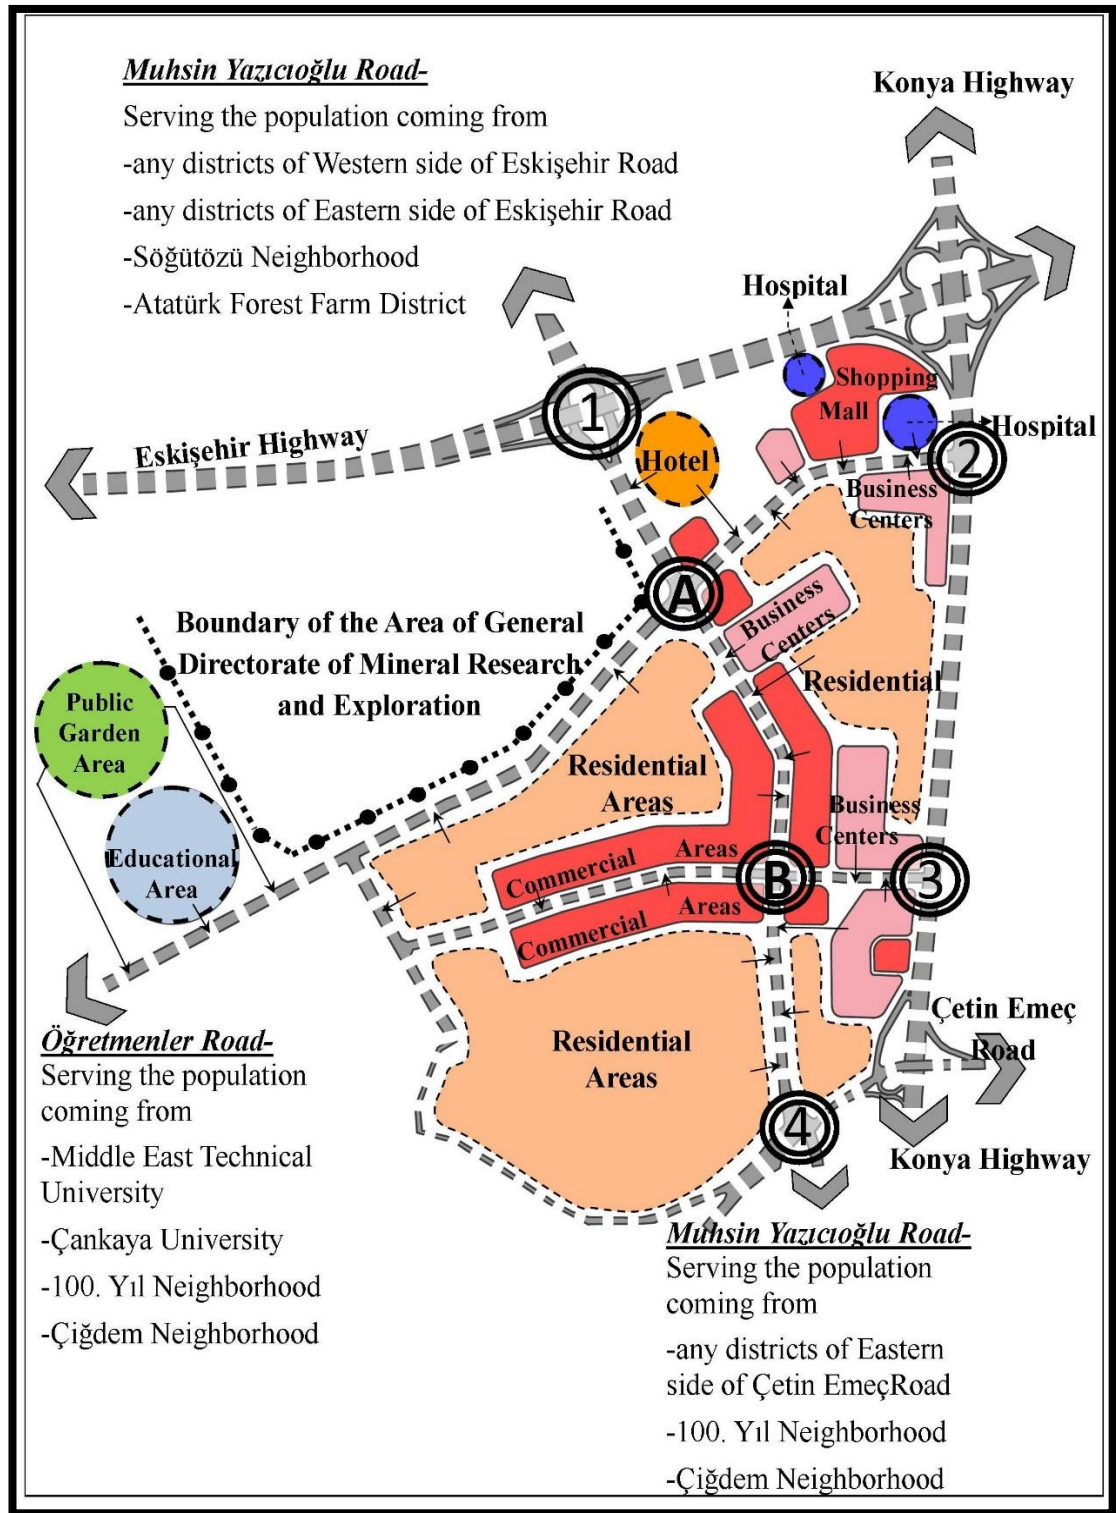 Muhsin Yazıcıoğlu Road-
Serving the population coming from
-any districts of Western side of Eskişehir Road
-any districts of Eastern side of Eskişehir Road
-Söğütözü Neighborhood
-Atatürk Forest Farm District
Konya Highway
Hospital
Shopping
Mall
1
Eskişehir Highway
Hotel
Hospital
2
Business
Centers
A
Boundary of the Area of General
Directorate of Mineral Research
and Exploration
Business
Centers
Residential
Public
Garden
Area
Residential
Areas
Business
Centers
Educational
Area
Commercial Areas
B
3
Commercial Areas
Residential
Areas
Çetin Emeç
Road
4
Konya Highway
Öğretmenler Road-
Serving the population
coming from
-Middle East Technical
University
-Çankaya University
-100. Yıl Neighborhood
-Çiğdem Neighborhood
Muhsin Yazıcıoğlu Road-
Serving the population
coming from
-any districts of Eastern
side of Çetin EmeçRoad
-100. Yıl Neighborhood
-Çiğdem Neighborhood